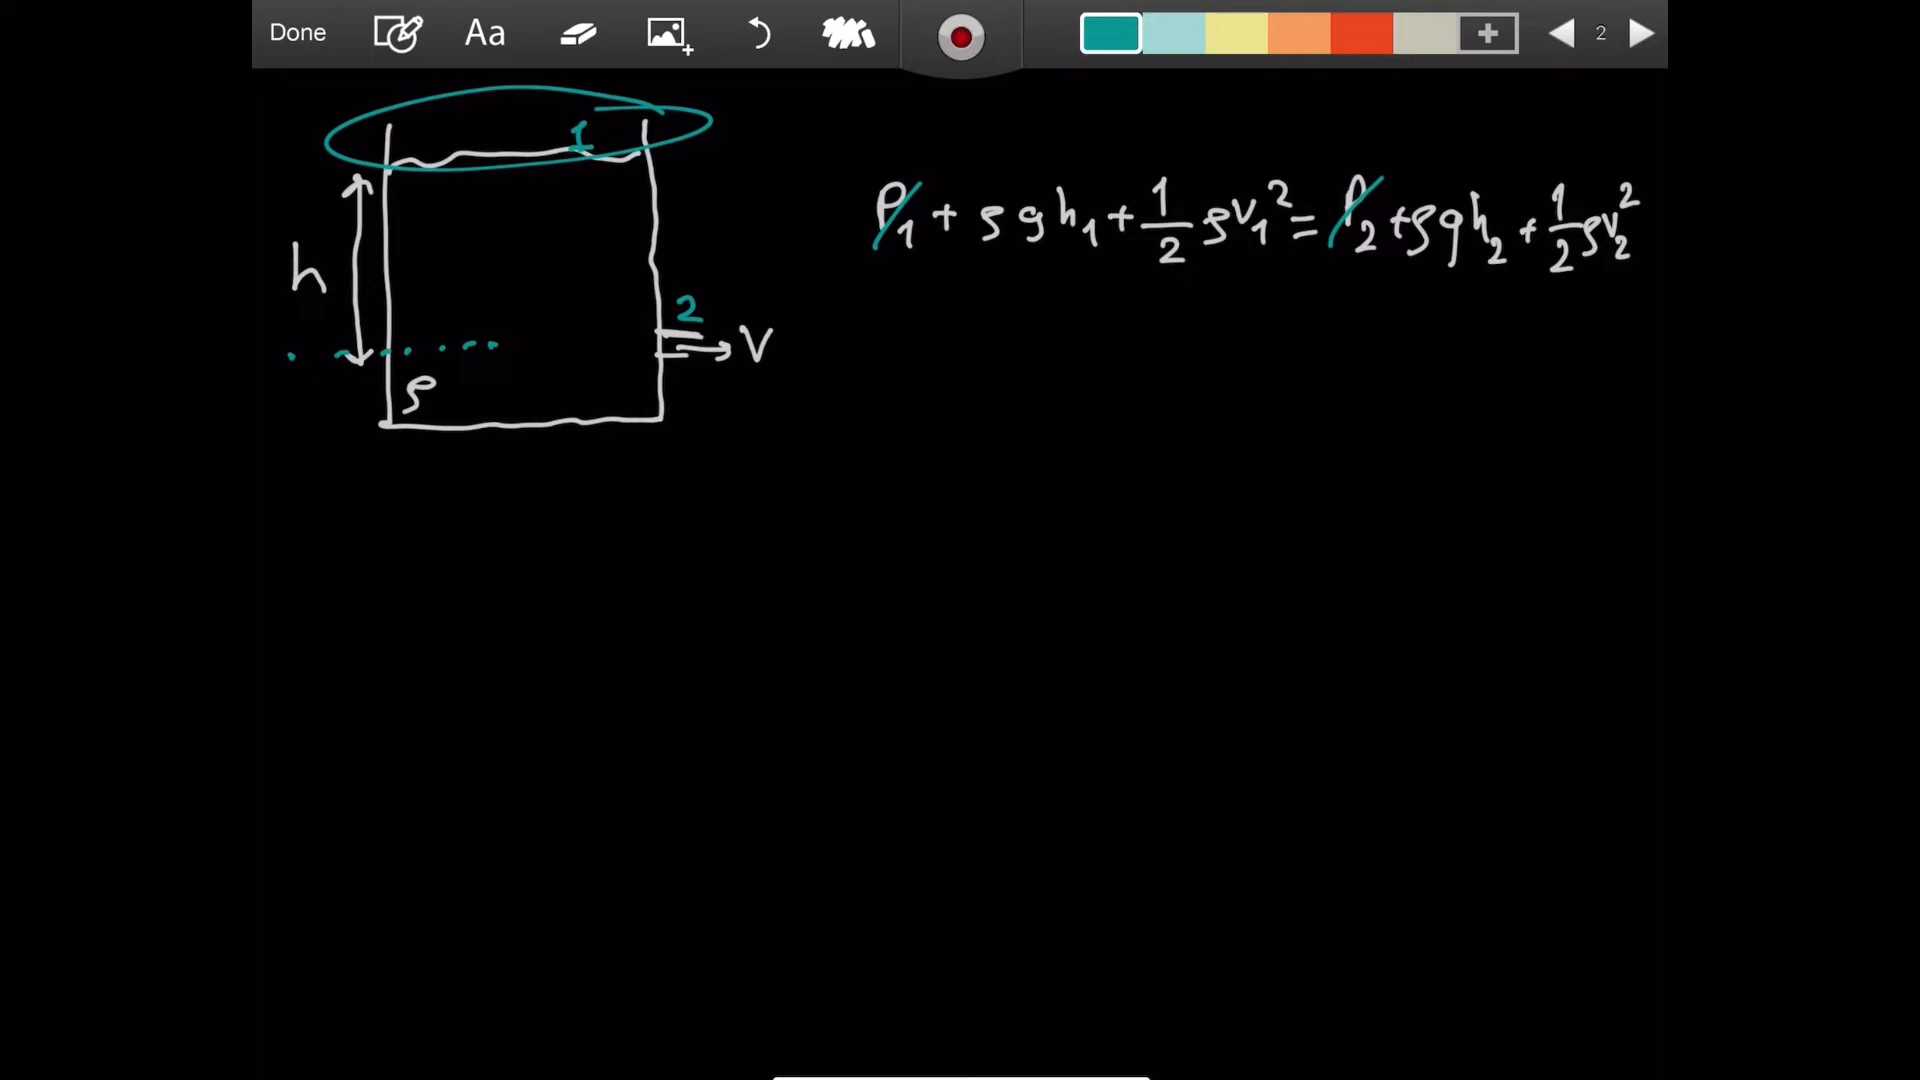 Done Aa 2
1
P₁ + ρgh₁ + 1/2 ρv₁² = P₂ + ρgh₂ + 1/2 ρv₂²
h
2
V
ρ